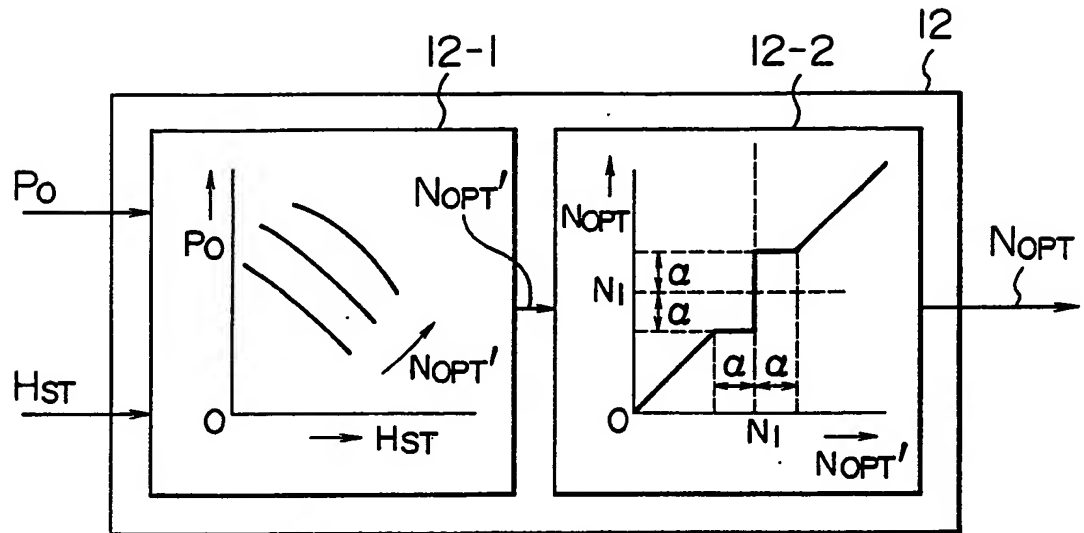 12
12-1
12-2
Po
HST
Po
NOPT'
O
HST
NOPT'
NOPT
α
N1
α
α
α
O
N1
NOPT'
NOPT